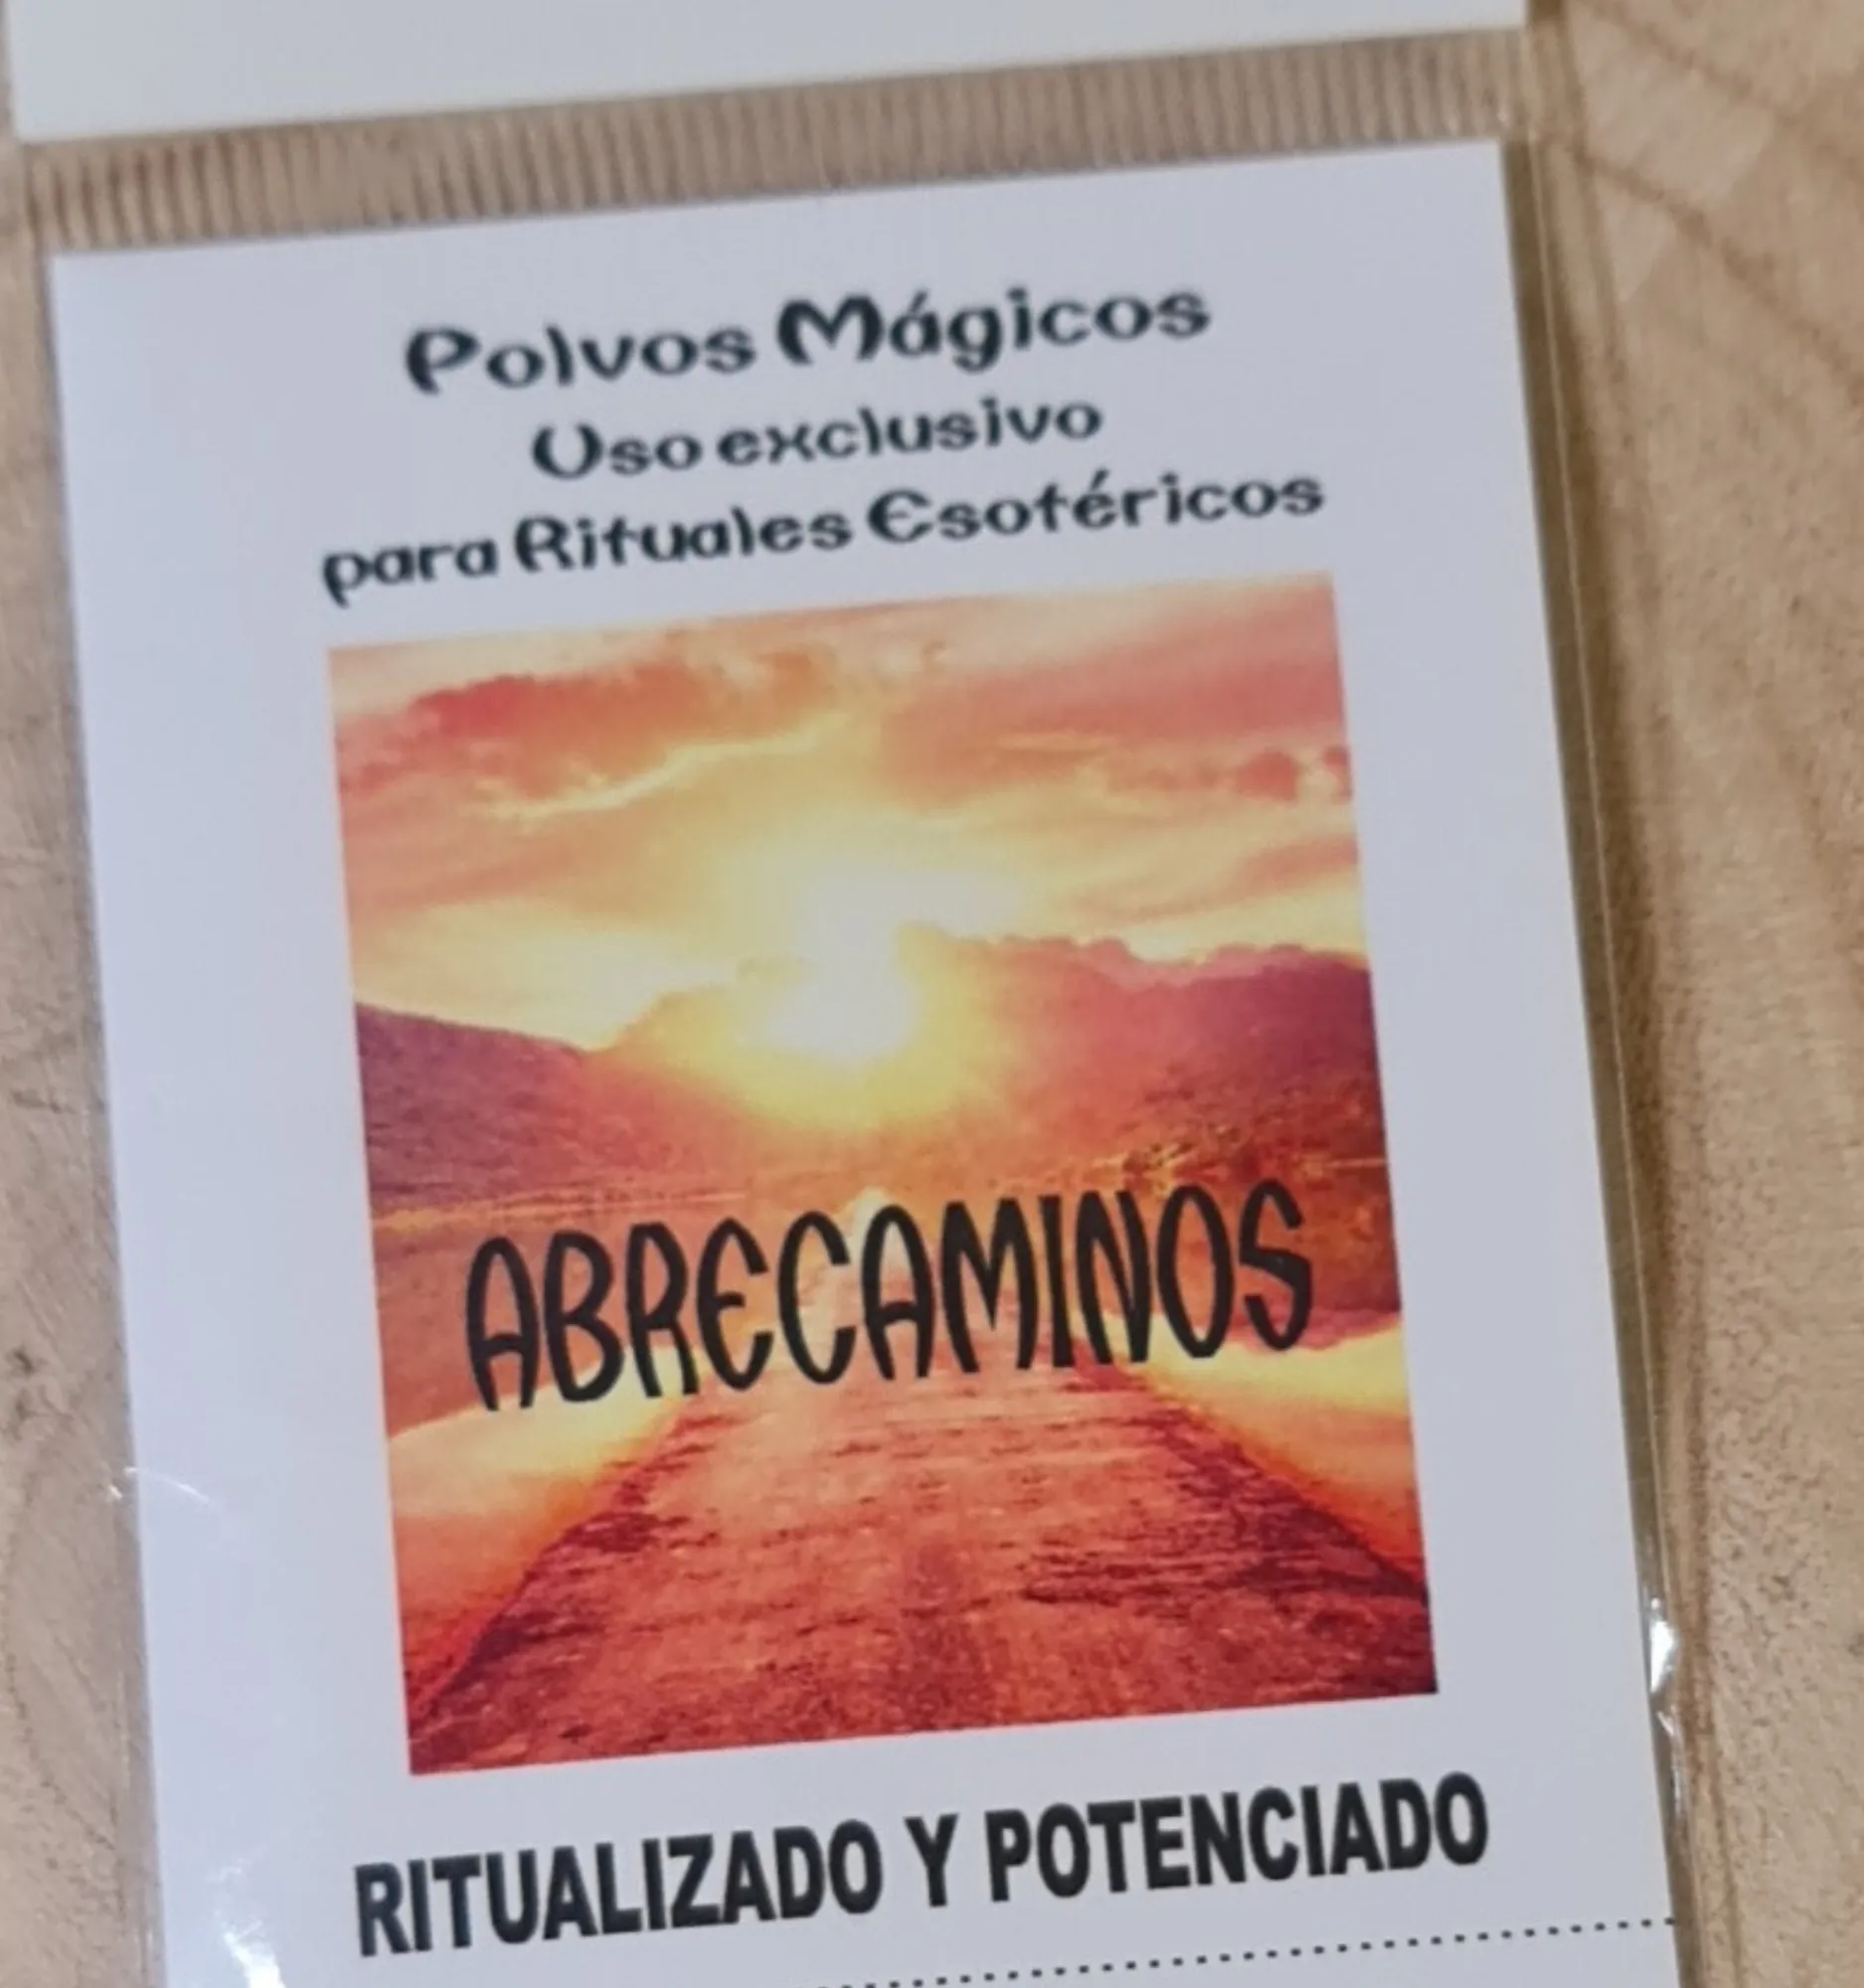 Polvos Mágicos
Uso exclusivo
para Rituales Esotéricos
ABRECAMINOS
RITUALIZADO Y POTENCIADO